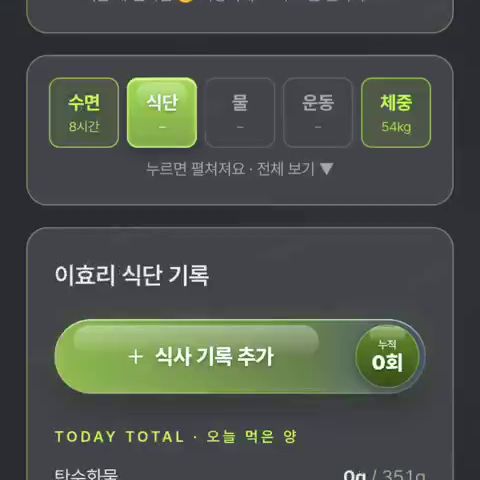 수면 식단 물 운동 체중
8시간 – – – 54kg
누르면 펼쳐져요 · 전체 보기 ▼
이효리 식단 기록
+ 식사 기록 추가
누적
0회
TODAY TOTAL · 오늘 먹은 양
탄수화물 0g / 351g